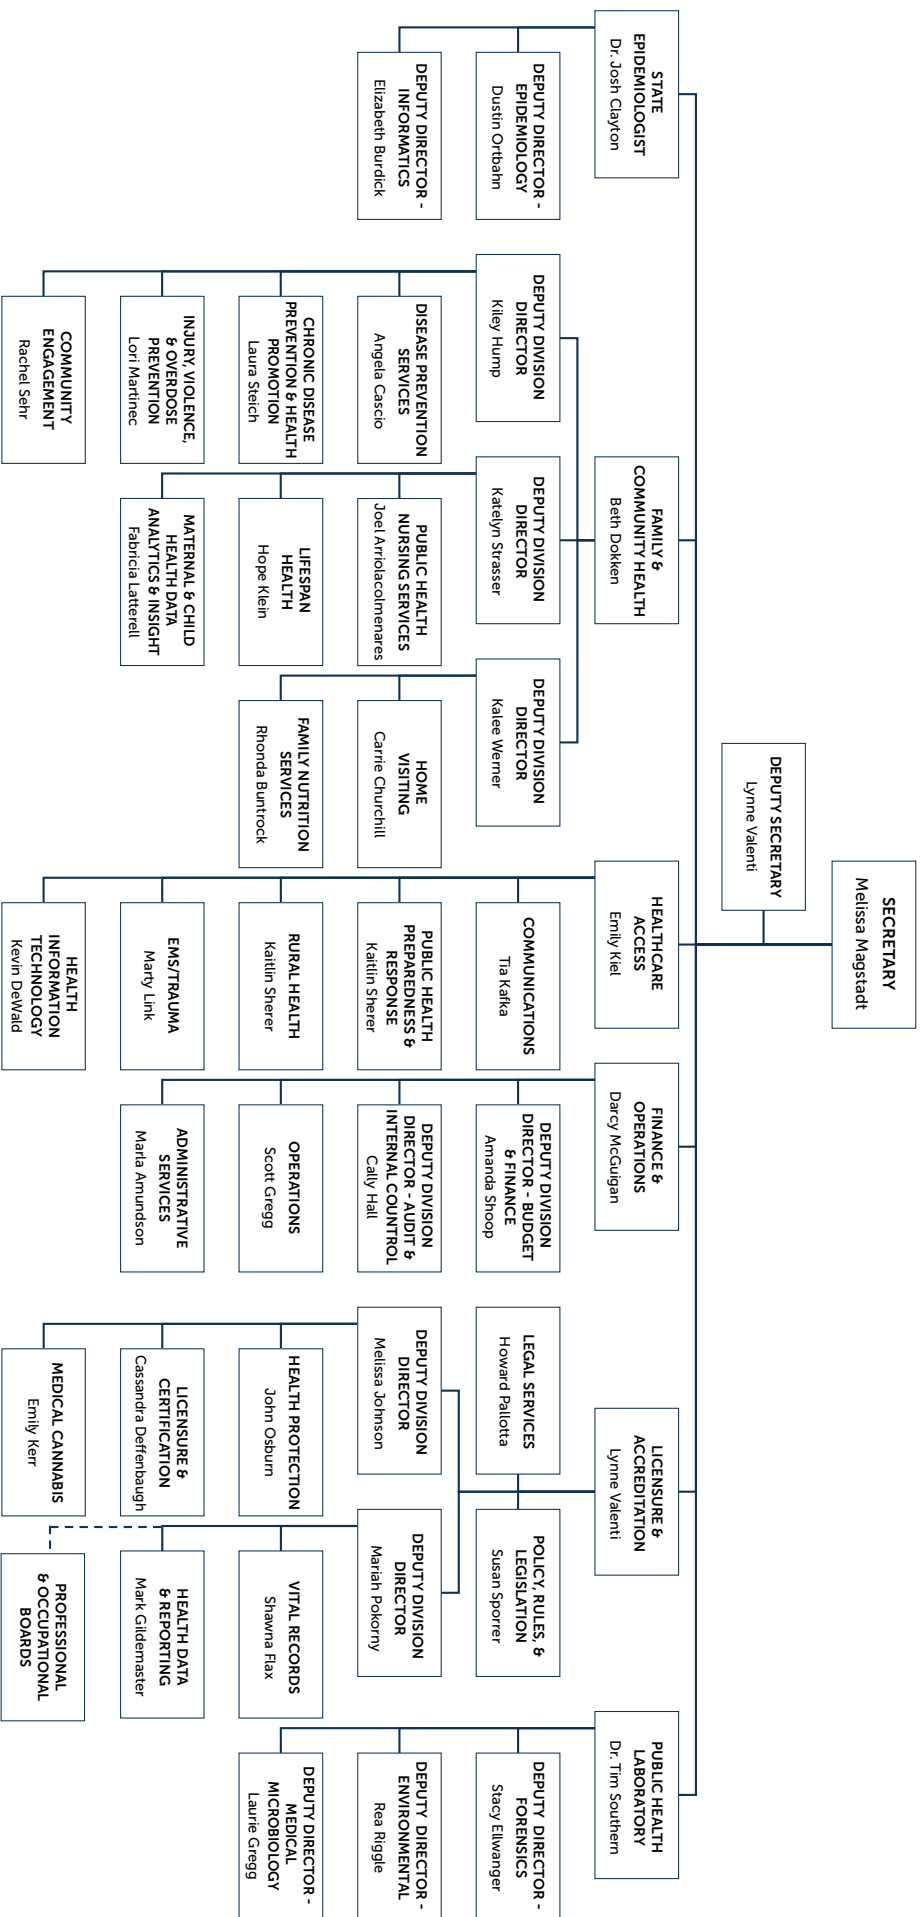 SECRETARY
Melissa Magstadt
DEPUTY SECRETARY
Lynne Valenti
STATE
EPIDEMIOLOGIST
Dr. Josh Clayton
DEPUTY DIRECTOR -
EPIDEMIOLOGY
Dustin Ortbahn
DEPUTY DIRECTOR -
INFORMATICS
Elizabeth Burdick
FAMILY &
COMMUNITY HEALTH
Beth Dokken
DEPUTY DIVISION
DIRECTOR
Kiley Hump
DISEASE PREVENTION
SERVICES
Angela Cascio
CHRONIC DISEASE
PREVENTION & HEALTH
PROMOTION
Laura Steich
INJURY, VIOLENCE,
& OVERDOSE
PREVENTION
Lori Martinec
COMMUNITY
ENGAGEMENT
Rachel Sehr
DEPUTY DIVISION
DIRECTOR
Katelyn Strasser
PUBLIC HEALTH
NURSING SERVICES
Joel Arriolacolmenares
LIFESPAN
HEALTH
Hope Klein
MATERNAL & CHILD
HEALTH DATA
ANALYTICS & INSIGHT
Fabricia Latterell
DEPUTY DIVISION
DIRECTOR
Kalee Werner
HOME
VISITING
Carrie Churchill
FAMILY NUTRITION
SERVICES
Rhonda Buntrock
HEALTHCARE
ACCESS
Emily Kiel
COMMUNICATIONS
Tia Kafka
PUBLIC HEALTH
PREPAREDNESS &
RESPONSE
Kaitlin Sherer
RURAL HEALTH
Kaitlin Sherer
EMS/TRAUMA
Marty Link
HEALTH
INFORMATION
TECHNOLOGY
Kevin DeWald
FINANCE &
OPERATIONS
Darcy McGuigan
DEPUTY DIVISION
DIRECTOR - BUDGET
& FINANCE
Amanda Shoop
DEPUTY DIVISION
DIRECTOR - AUDIT &
INTERNAL COUNTROL
Cally Hall
OPERATIONS
Scott Gregg
ADMINISTRATIVE
SERVICES
Marla Amundson
LICENSURE &
ACCREDITATION
Lynne Valenti
LEGAL SERVICES
Howard Pallotta
POLICY, RULES, &
LEGISLATION
Susan Sporrer
DEPUTY DIVISION
DIRECTOR
Melissa Johnson
HEALTH PROTECTION
John Osburn
LICENSURE &
CERTIFICATION
Cassandra Deffenbaugh
MEDICAL CANNABIS
Emily Kerr
DEPUTY DIVISION
DIRECTOR
Mariah Pokorny
VITAL RECORDS
Shawna Flax
HEALTH DATA
& REPORTING
Mark Gildemaster
PROFESSIONAL
& OCCUPATIONAL
BOARDS
PUBLIC HEALTH
LABORATORY
Dr. Tim Southern
DEPUTY DIRECTOR -
FORENSICS
Stacy Ellwanger
DEPUTY DIRECTOR -
ENVIRONMENTAL
Rea Riggle
DEPUTY DIRECTOR -
MEDICAL
MICROBIOLOGY
Laurie Gregg